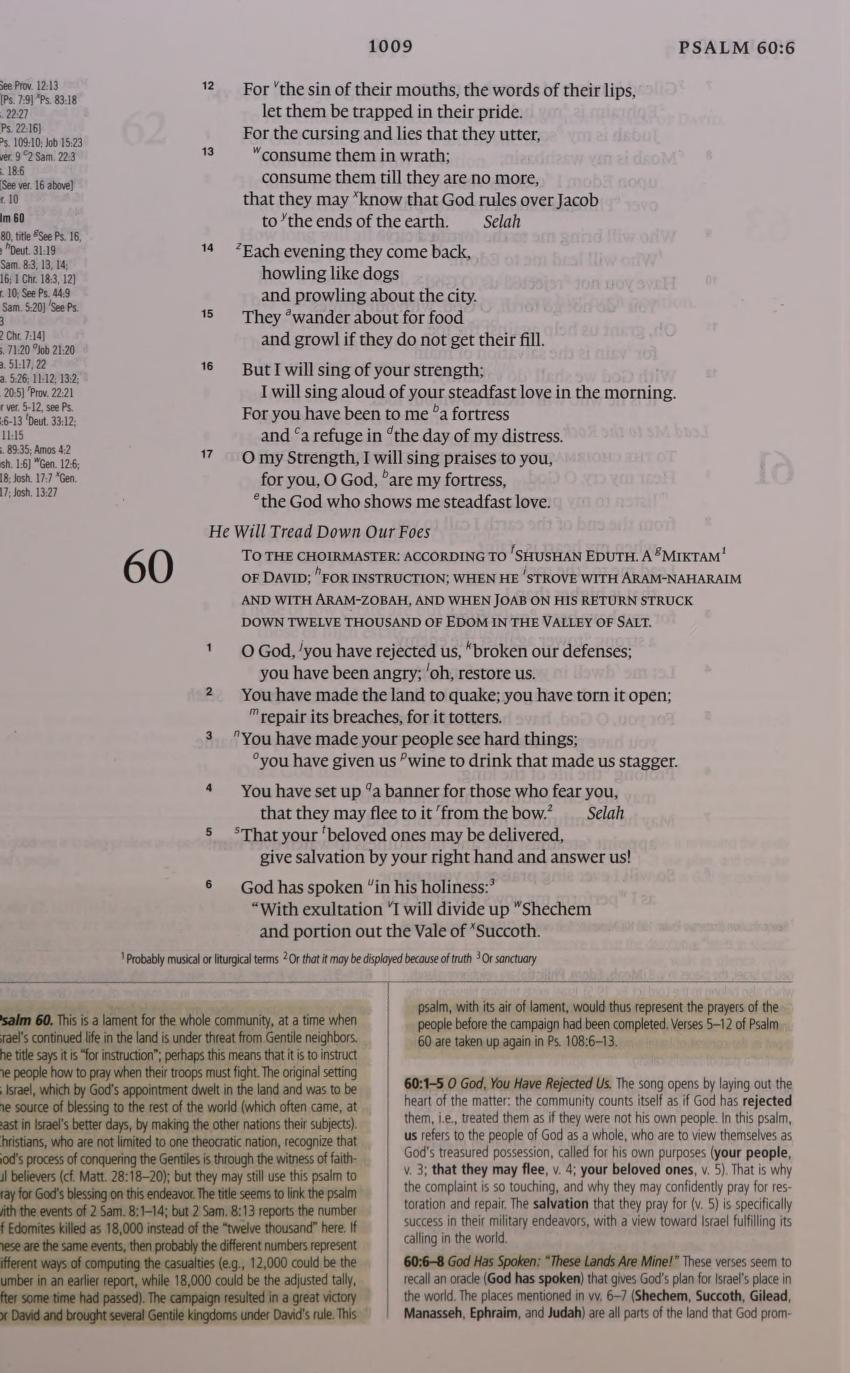 1009
PSALM 60:6
See Prov. 12:13
[Ps. 7:9] ˣPs. 83:18
. 22:27
Ps. 22:16]
Ps. 109:10; Job 15:23
ver. 9 ᶜ2 Sam. 22:3
. 18:6
[See ver. 16 above]
r. 10
lm 60
80, title ᵍSee Ps. 16,
ʰDeut. 31:19
Sam. 8:3, 13, 14;
16; 1 Chr. 18:3, 12]
r. 10; See Ps. 44:9
Sam. 5:20] ˡSee Ps.
3
2 Chr. 7:14]
s. 71:20 ᵒJob 21:20
a. 51:17, 22
a. 5:26; 11:12; 13:2;
20:5] ʳProv. 22:21
r ver. 5-12, see Ps.
:6-13 ᵗDeut. 33:12;
11:15
s. 89:35; Amos 4:2
sh. 1:6] ʷGen. 12:6;
18; Josh. 17:7 ˣGen.
17; Josh. 13:27
12 For ᵛthe sin of their mouths, the words of their lips,
let them be trapped in their pride.
For the cursing and lies that they utter,
13 ʷconsume them in wrath;
consume them till they are no more,
that they may ˣknow that God rules over Jacob
to ʸthe ends of the earth. Selah
14 ᶻEach evening they come back,
howling like dogs
and prowling about the city.
15 They ᵃwander about for food
and growl if they do not get their fill.
16 But I will sing of your strength;
I will sing aloud of your steadfast love in the morning.
For you have been to me ᵇa fortress
and ᶜa refuge in ᵈthe day of my distress.
17 O my Strength, I will sing praises to you,
for you, O God, ᵇare my fortress,
ᵉthe God who shows me steadfast love.
He Will Tread Down Our Foes
60 TO THE CHOIRMASTER: ACCORDING TO ᶠSHUSHAN EDUTH. A ᵍMIKTAM¹
OF DAVID; ʰFOR INSTRUCTION; WHEN HE ⁱSTROVE WITH ARAM-NAHARAIM
AND WITH ARAM-ZOBAH, AND WHEN JOAB ON HIS RETURN STRUCK
DOWN TWELVE THOUSAND OF EDOM IN THE VALLEY OF SALT.
1 O God, ʲyou have rejected us, ᵏbroken our defenses;
you have been angry; ˡoh, restore us.
2 You have made the land to quake; you have torn it open;
ᵐrepair its breaches, for it totters.
3 ⁿYou have made your people see hard things;
ᵒyou have given us ᵖwine to drink that made us stagger.
4 You have set up ᑫa banner for those who fear you,
that they may flee to it ʳfrom the bow.² Selah
5 ˢThat your ᵗbeloved ones may be delivered,
give salvation by your right hand and answer us!
6 God has spoken ᵘin his holiness:³
“With exultation ᵛI will divide up ʷShechem
and portion out the Vale of ˣSuccoth.
¹ Probably musical or liturgical terms ² Or that it may be displayed because of truth ³ Or sanctuary
salm 60. This is a lament for the whole community, at a time when
rael's continued life in the land is under threat from Gentile neighbors.
he title says it is “for instruction”; perhaps this means that it is to instruct
he people how to pray when their troops must fight. The original setting
Israel, which by God's appointment dwelt in the land and was to be
he source of blessing to the rest of the world (which often came, at
east in Israel's better days, by making the other nations their subjects).
hristians, who are not limited to one theocratic nation, recognize that
od's process of conquering the Gentiles is through the witness of faith-
ul believers (cf. Matt. 28:18–20); but they may still use this psalm to
ray for God's blessing on this endeavor. The title seems to link the psalm
ith the events of 2 Sam. 8:1–14; but 2 Sam. 8:13 reports the number
f Edomites killed as 18,000 instead of the “twelve thousand” here. If
hese are the same events, then probably the different numbers represent
ifferent ways of computing the casualties (e.g., 12,000 could be the
umber in an earlier report, while 18,000 could be the adjusted tally,
fter some time had passed). The campaign resulted in a great victory
or David and brought several Gentile kingdoms under David's rule. This
psalm, with its air of lament, would thus represent the prayers of the
people before the campaign had been completed. Verses 5–12 of Psalm
60 are taken up again in Ps. 108:6–13.
60:1–5 O God, You Have Rejected Us. The song opens by laying out the
heart of the matter: the community counts itself as if God has rejected
them, i.e., treated them as if they were not his own people. In this psalm,
us refers to the people of God as a whole, who are to view themselves as
God's treasured possession, called for his own purposes (your people,
v. 3; that they may flee, v. 4; your beloved ones, v. 5). That is why
the complaint is so touching, and why they may confidently pray for res-
toration and repair. The salvation that they pray for (v. 5) is specifically
success in their military endeavors, with a view toward Israel fulfilling its
calling in the world.
60:6–8 God Has Spoken: “These Lands Are Mine!” These verses seem to
recall an oracle (God has spoken) that gives God's plan for Israel's place in
the world. The places mentioned in vv. 6–7 (Shechem, Succoth, Gilead,
Manasseh, Ephraim, and Judah) are all parts of the land that God prom-